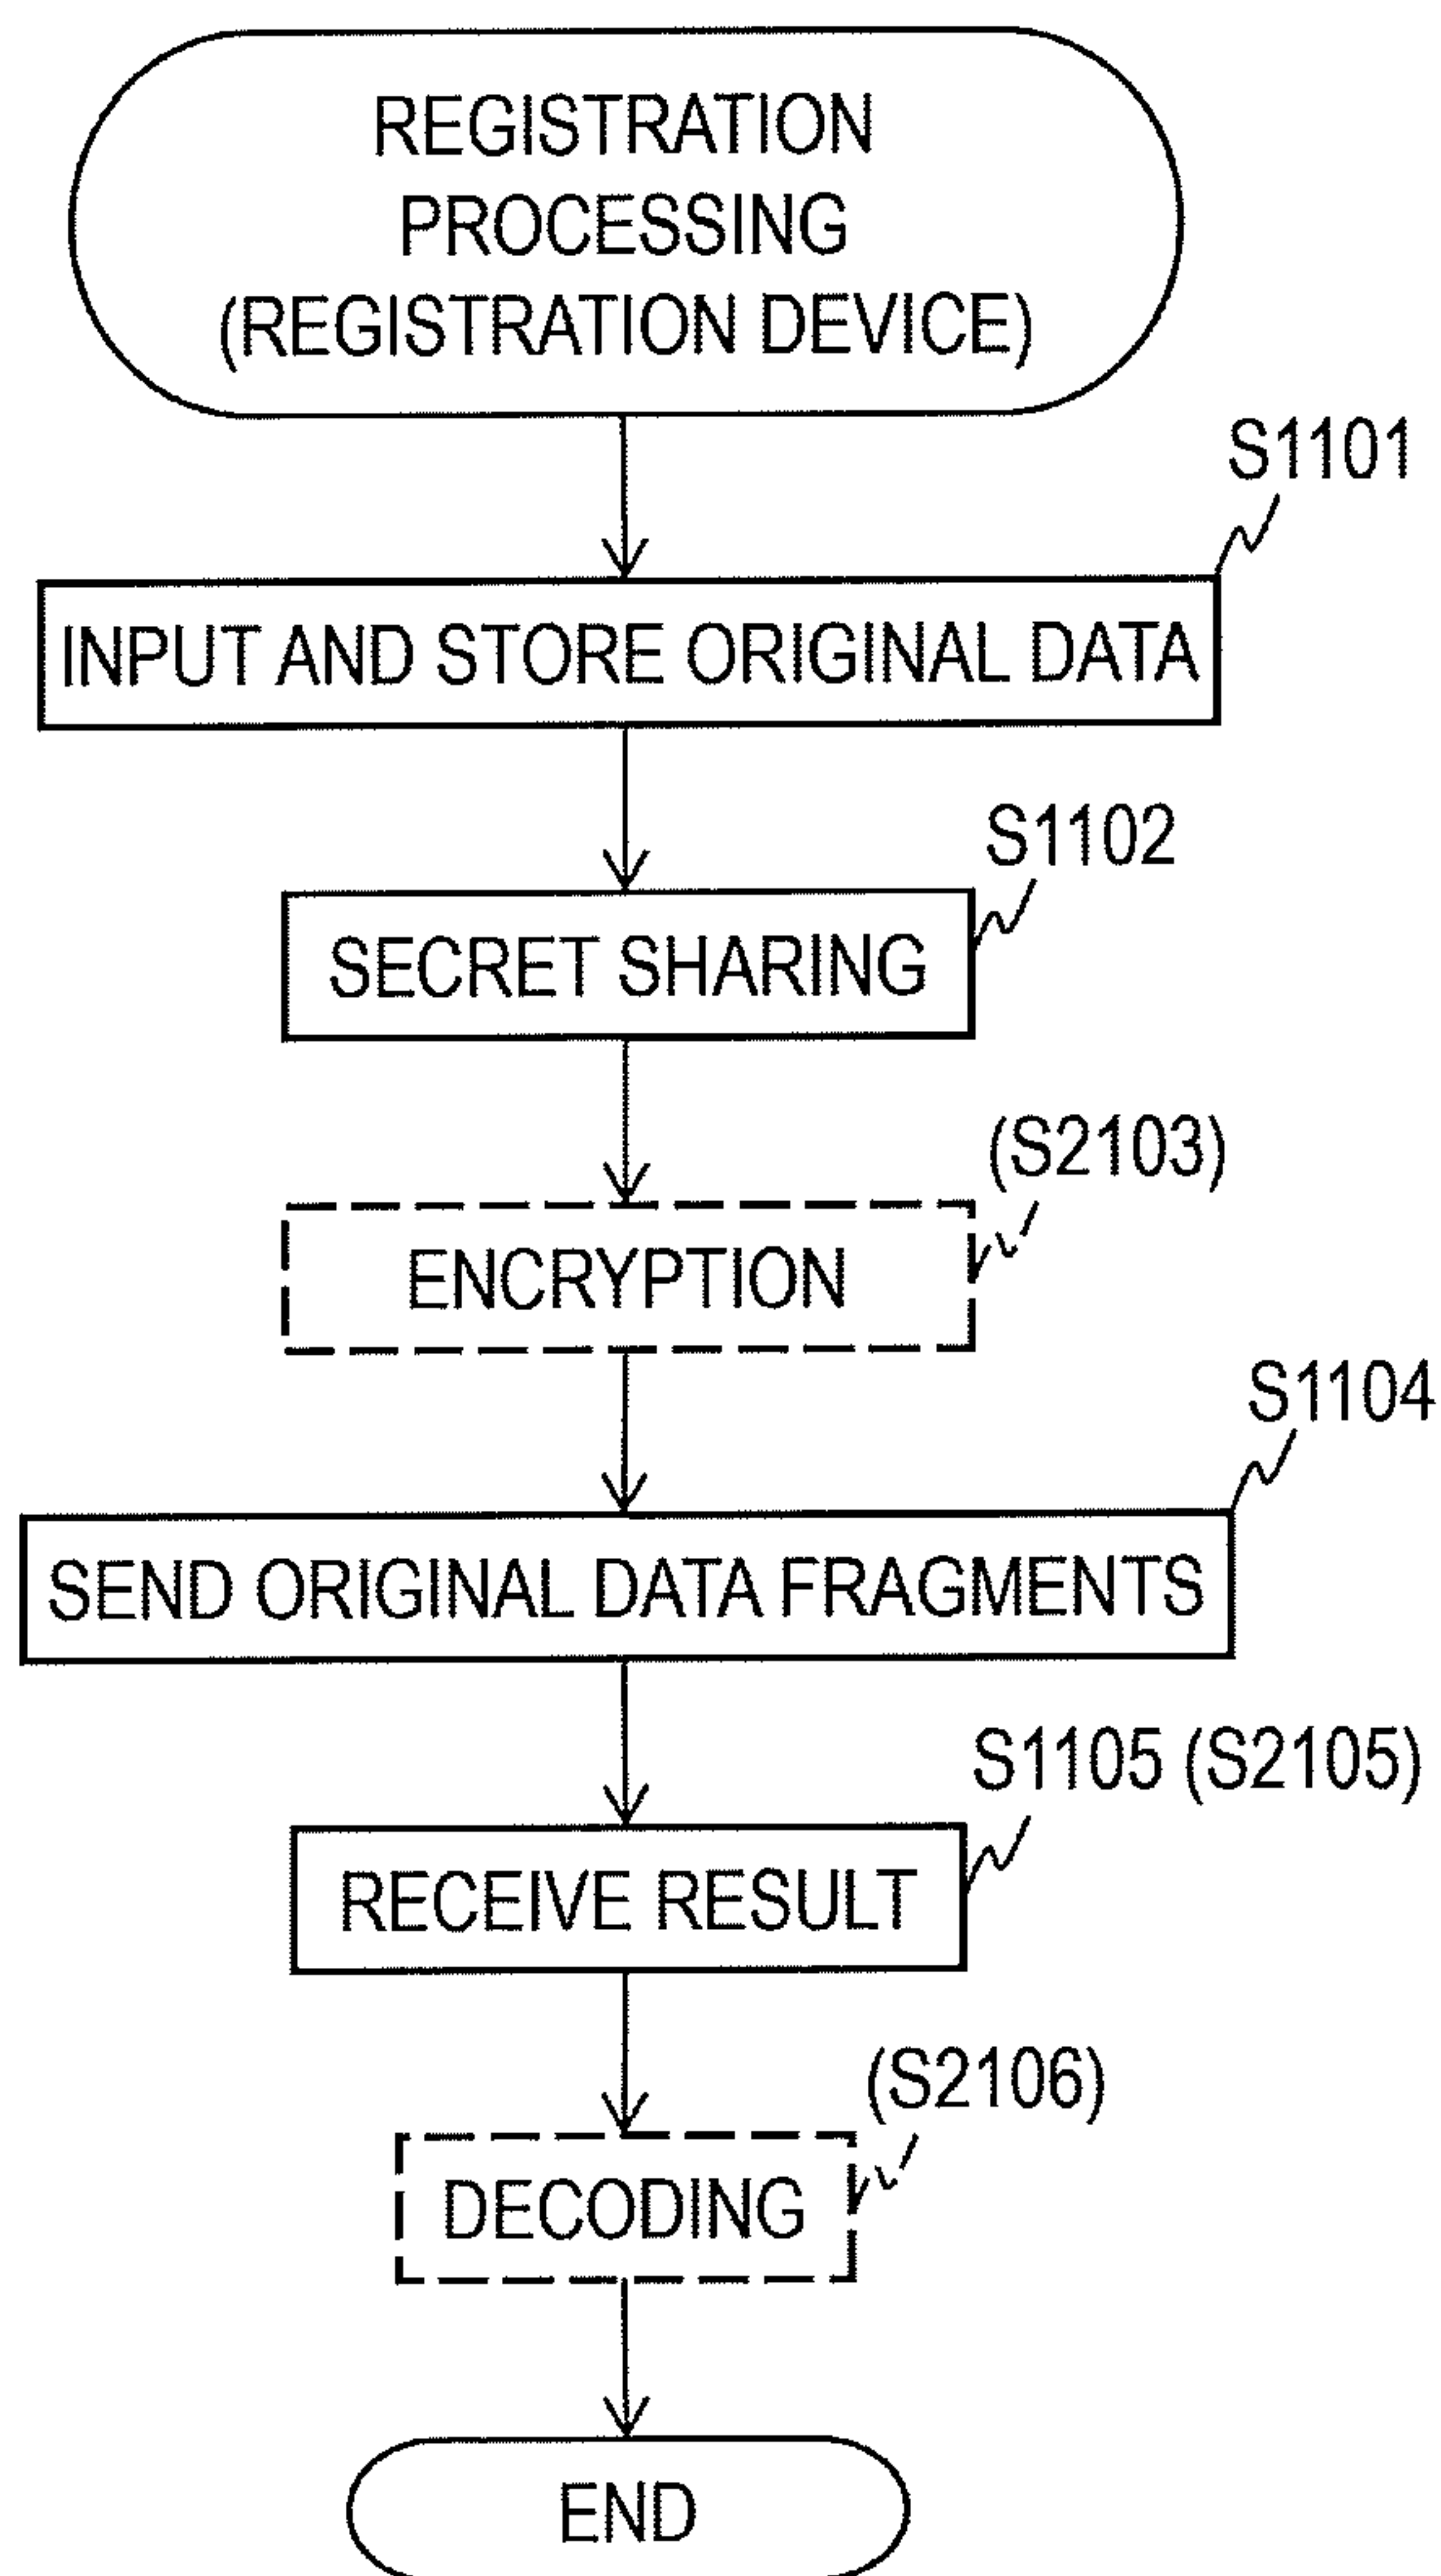 REGISTRATION
PROCESSING
(REGISTRATION DEVICE)
S1101
INPUT AND STORE ORIGINAL DATA
S1102
SECRET SHARING
(S2103)
ENCRYPTION
S1104
SEND ORIGINAL DATA FRAGMENTS
S1105 (S2105)
RECEIVE RESULT
(S2106)
DECODING
END